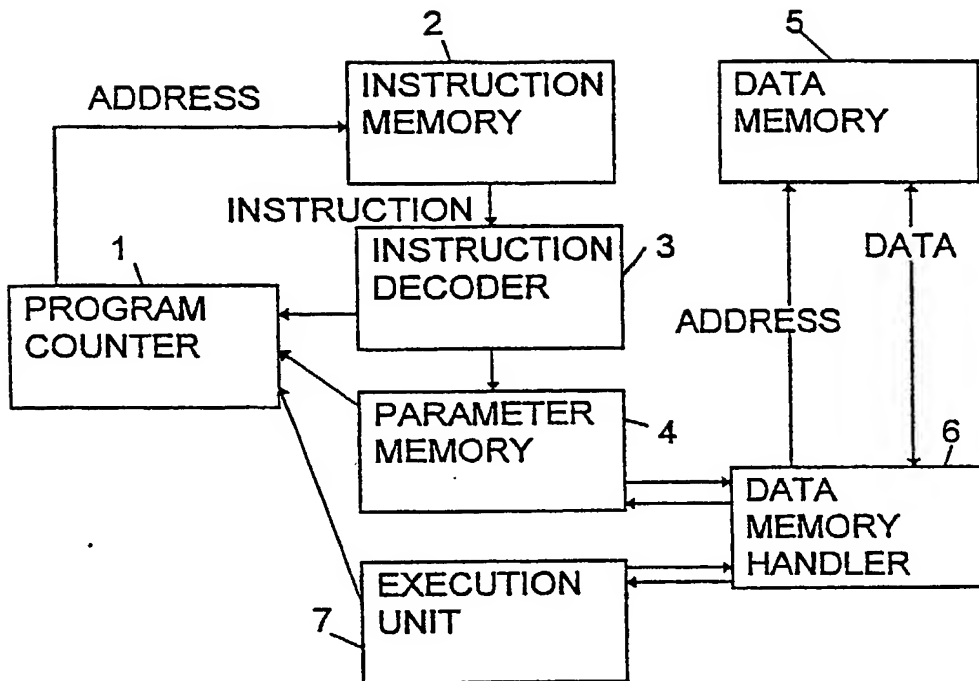 2
5
INSTRUCTION
MEMORY
DATA
MEMORY
ADDRESS
INSTRUCTION
1
INSTRUCTION
DECODER
3
DATA
PROGRAM
COUNTER
ADDRESS
PARAMETER
MEMORY
4
6
DATA
MEMORY
HANDLER
EXECUTION
UNIT
7